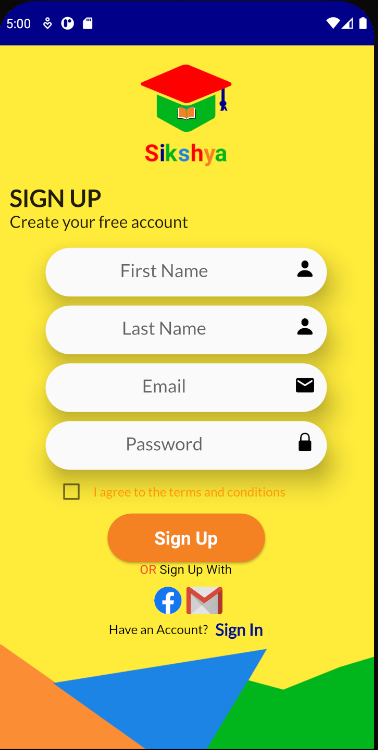 5:00
Sikshya
SIGN UP
Create your free account
First Name
Last Name
Email
Password
I agree to the terms and conditions
Sign Up
OR Sign Up With
Have an Account? Sign In